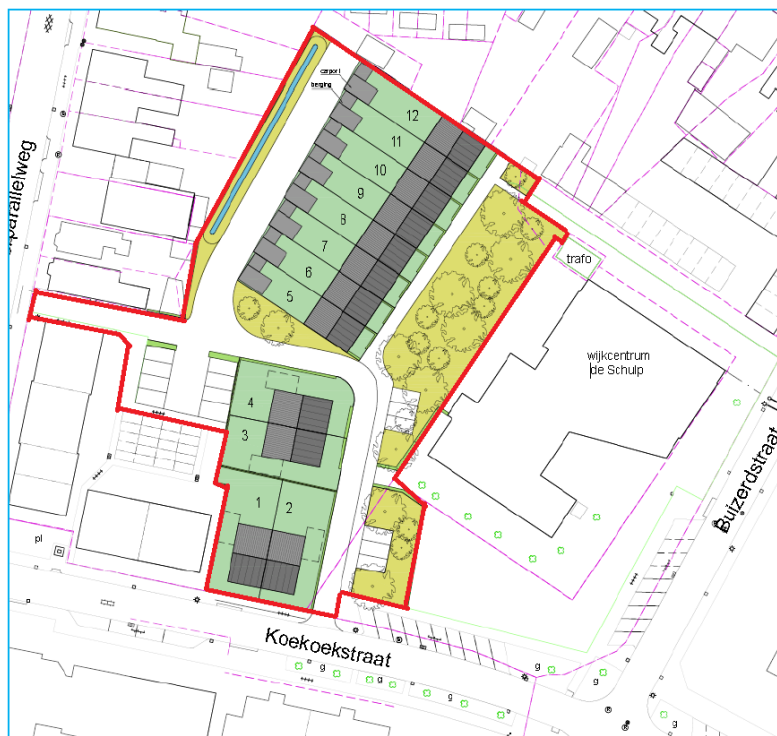 carport
berging
12
11
10
9
8
7
6
5
parallelweg
trafo
wijkcentrum
de Schulp
4
3
1
2
Buizerdstraat
pl
Koekoekstraat
g
g
g
g
g
g